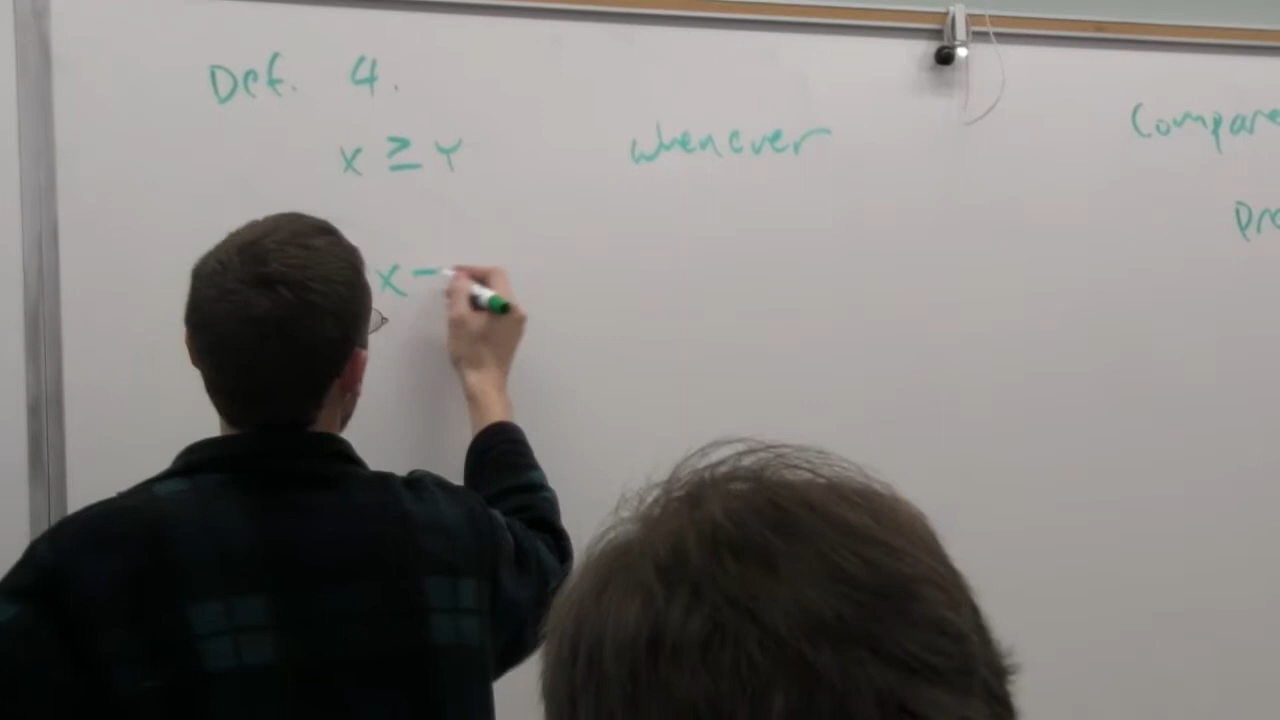 Def. 4.
x ≥ y whenever
x -
Compare